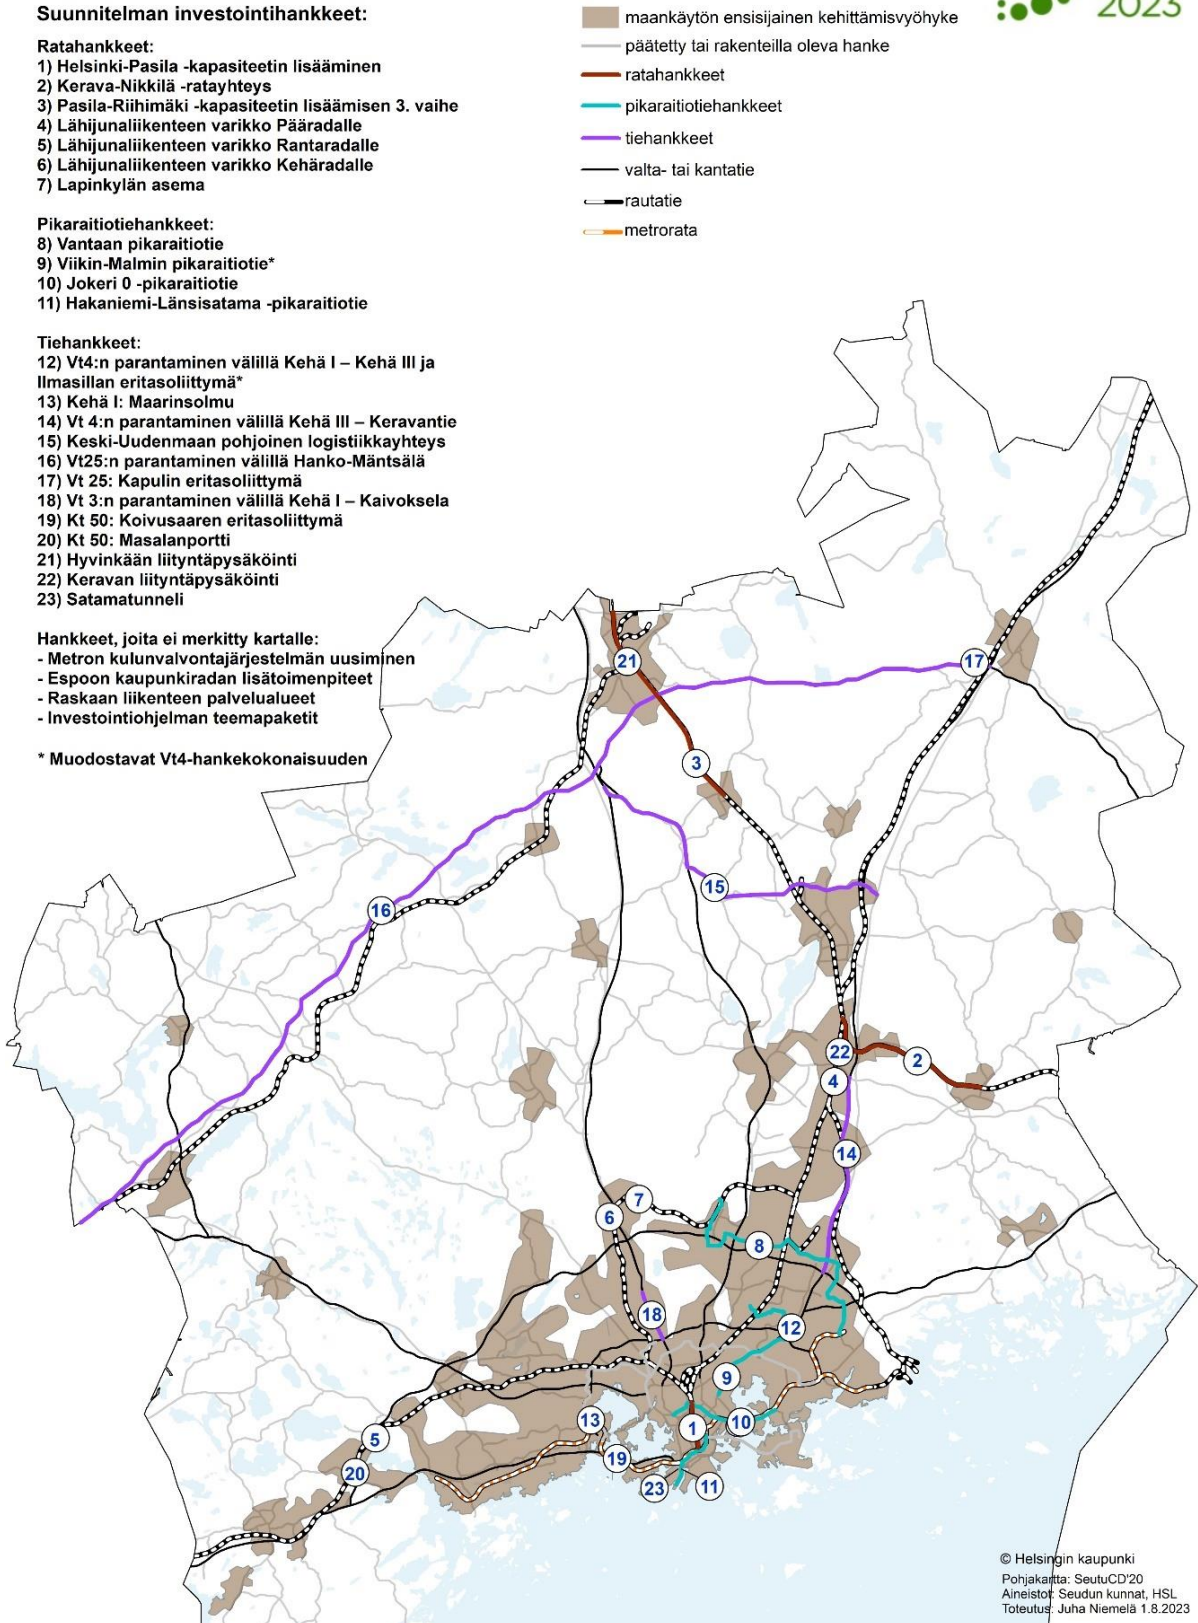 Suunnitelman investointihankkeet:
Ratahankkeet:
1) Helsinki-Pasila -kapasiteetin lisääminen
2) Kerava-Nikkilä -ratayhteys
3) Pasila-Riihimäki -kapasiteetin lisäämisen 3. vaihe
4) Lähijunaliikenteen varikko Pääradalle
5) Lähijunaliikenteen varikko Rantaradalle
6) Lähijunaliikenteen varikko Kehäradalle
7) Lapinkylän asema
Pikaraitiotiehankkeet:
8) Vantaan pikaraitiotie
9) Viikin-Malmin pikaraitiotie*
10) Jokeri 0 -pikaraitiotie
11) Hakaniemi-Länsisatama -pikaraitiotie
Tiehankkeet:
12) Vt4:n parantaminen välillä Kehä I – Kehä III ja
Ilmasillan eritasoliittymä*
13) Kehä I: Maarinsolmu
14) Vt 4:n parantaminen välillä Kehä III – Keravantie
15) Keski-Uudenmaan pohjoinen logistiikkayhteys
16) Vt25:n parantaminen välillä Hanko-Mäntsälä
17) Vt 25: Kapulin eritasoliittymä
18) Vt 3:n parantaminen välillä Kehä I – Kaivoksela
19) Kt 50: Koivusaaren eritasoliittymä
20) Kt 50: Masalanportti
21) Hyvinkään liityntäpysäköinti
22) Keravan liityntäpysäköinti
23) Satamatunneli
Hankkeet, joita ei merkitty kartalle:
- Metron kulunvalvontajärjestelmän uusiminen
- Espoon kaupunkiradan lisätoimenpiteet
- Raskaan liikenteen palvelualueet
- Investointiohjelman teemapaketit
* Muodostavat Vt4-hankekokonaisuuden
maankäytön ensisijainen kehittämisvyöhyke
päätetty tai rakenteilla oleva hanke
ratahankkeet
pikaraitiotiehankkeet
tiehankkeet
valta- tai kantatie
rautatie
metrorata
2023
21
17
3
15
16
22
2
4
14
7
6
8
18
12
9
13
10
1
5
19
20
23
11
© Helsingin kaupunki
Pohjakartta: SeutuCD'20
Aineistot: Seudun kunnat, HSL
Toteutus: Juha Niemelä 1.8.2023